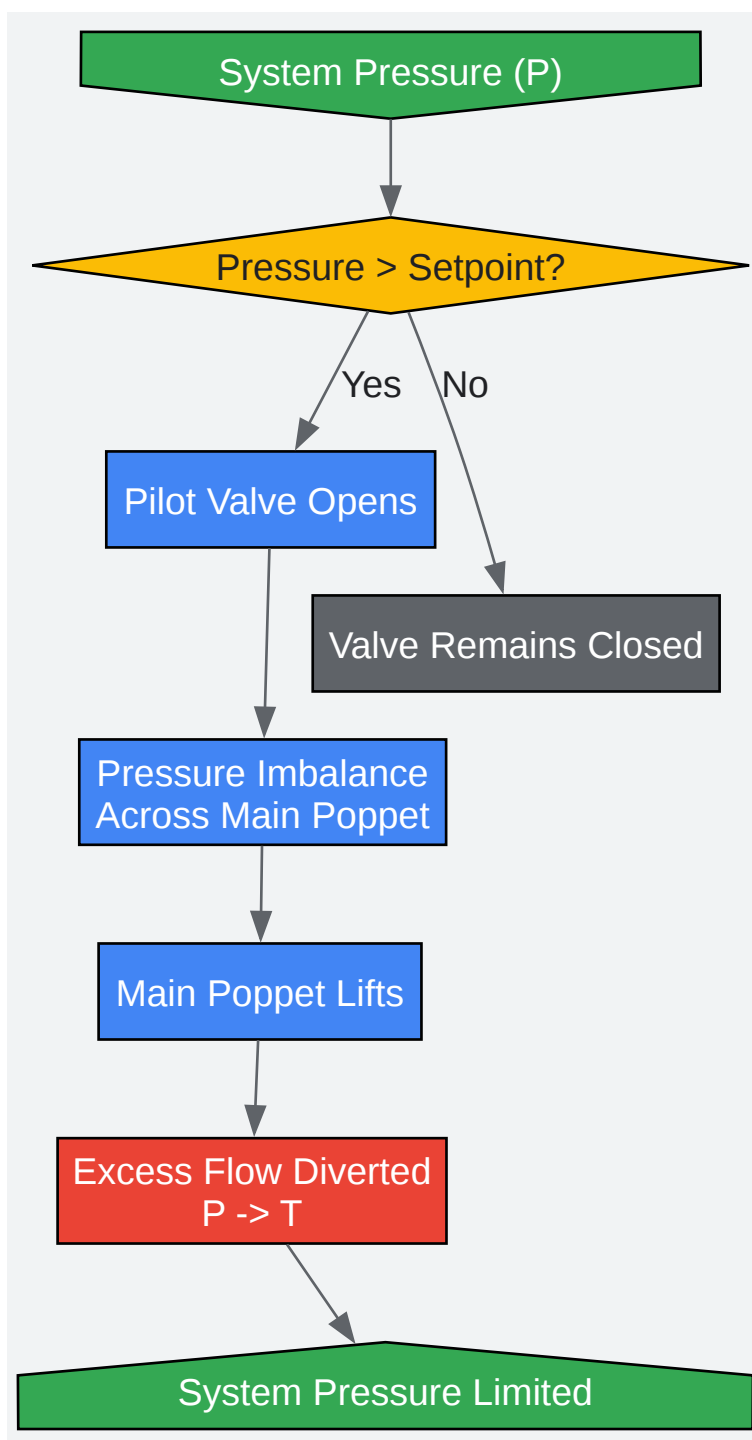 System Pressure (P)
Pressure > Setpoint?
Yes
No
Pilot Valve Opens
Valve Remains Closed
Pressure Imbalance
Across Main Poppet
Main Poppet Lifts
Excess Flow Diverted
P -> T
System Pressure Limited